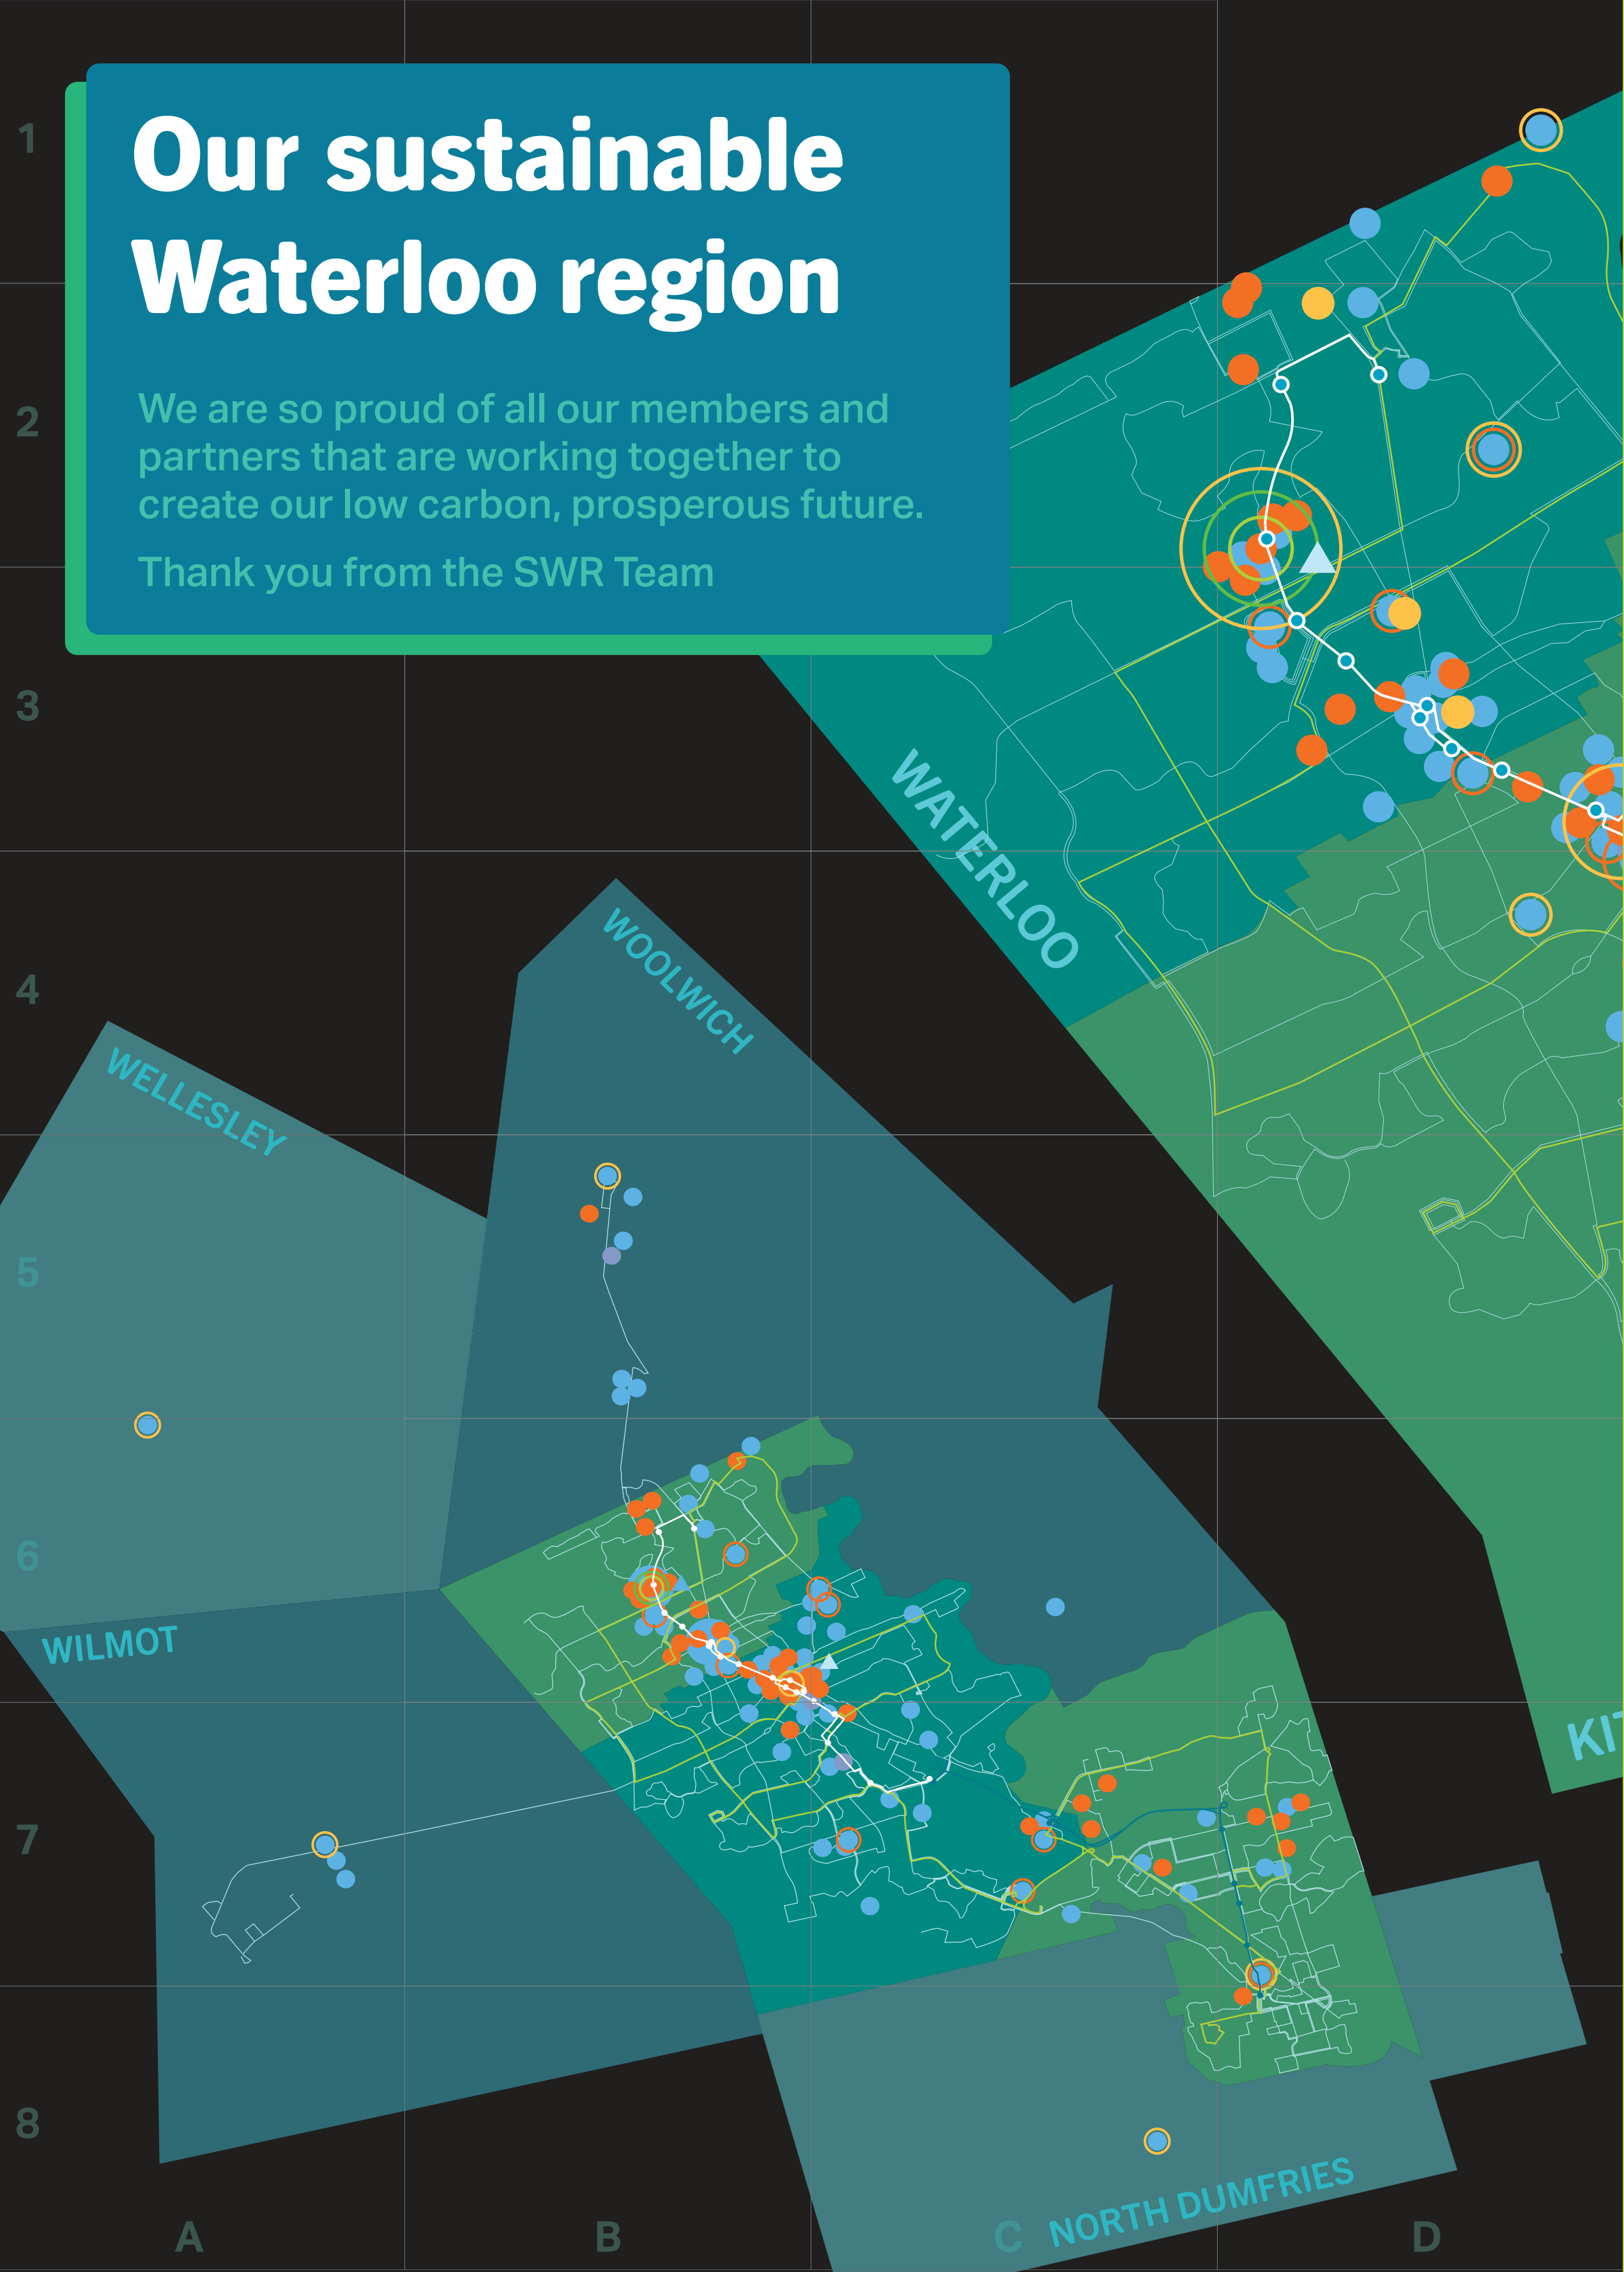 1
Our sustainable
Waterloo region
2
We are so proud of all our members and
partners that are working together to
create our low carbon, prosperous future.
Thank you from the SWR Team
3
WATERLOO
4
WOOLWICH
WELLESLEY
5
6
WILMOT
KIT
7
8
NORTH DUMFRIES
A
B
C
D